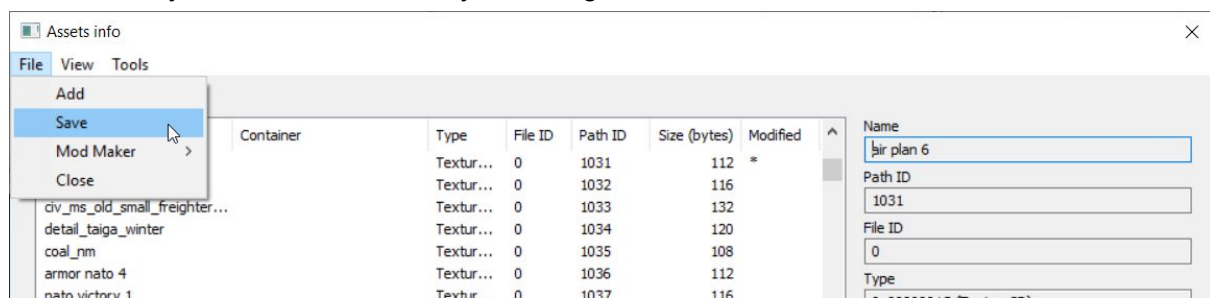 Assets info
File View Tools
Add
Save
Mod Maker
Close
Container Type File ID Path ID Size (bytes) Modified
Textur... 0 1031 112 *
Textur... 0 1032 116
civ_ms_old_small_freighter... Textur... 0 1033 132
detail_taiga_winter Textur... 0 1034 120
coal_nm Textur... 0 1035 108
armor nato 4 Textur... 0 1036 112
nato victory 1 Textur... 0 1037 116
Name
air plan 6
Path ID
1031
File ID
0
Type